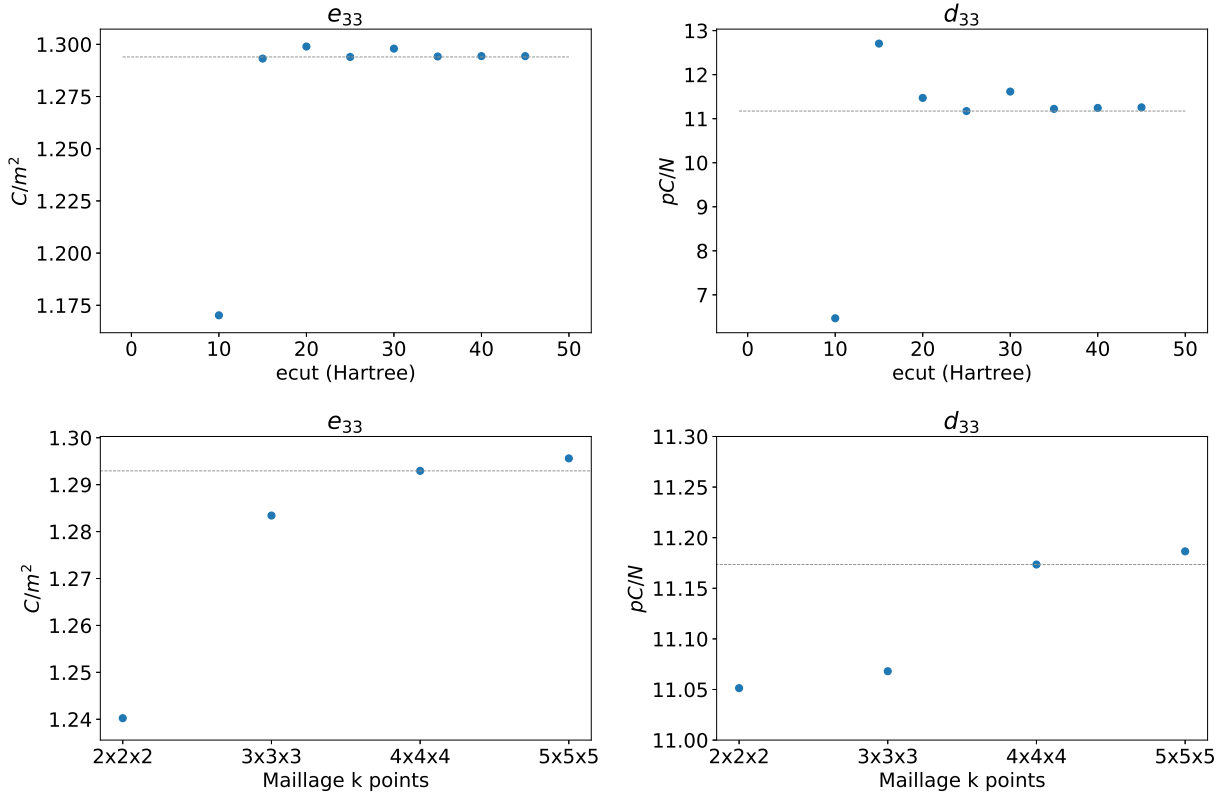 e₃₃
C/m²
1.300
1.275
1.250
1.225
1.200
1.175
0 10 20 30 40 50
ecut (Hartree)
d₃₃
pC/N
13
12
11
10
9
8
7
0 10 20 30 40 50
ecut (Hartree)
e₃₃
C/m²
1.30
1.29
1.28
1.27
1.26
1.25
1.24
2x2x2 3x3x3 4x4x4 5x5x5
Maillage k points
d₃₃
pC/N
11.30
11.25
11.20
11.15
11.10
11.05
11.00
2x2x2 3x3x3 4x4x4 5x5x5
Maillage k points